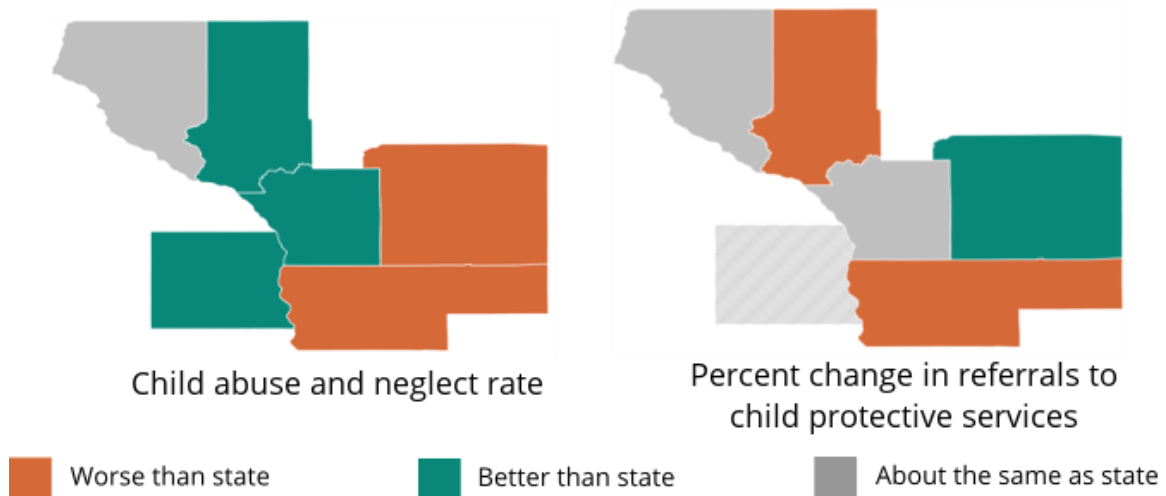 Child abuse and neglect rate
Percent change in referrals to
child protective services
Worse than state
Better than state
About the same as state